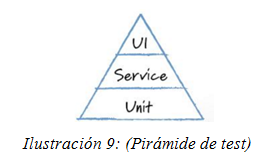 UI
Service
Unit
Ilustración 9: (Pirámide de test)